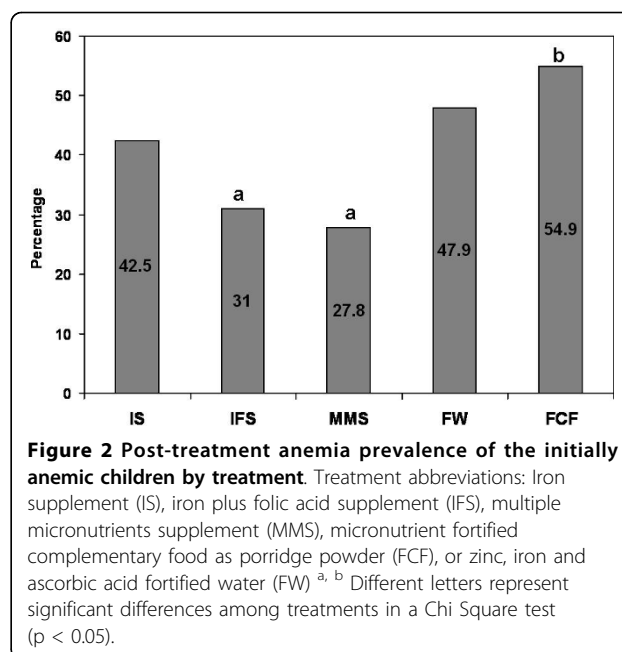 60
50
40
30
20
10
0
Percentage
a
a
b
42.5
31
27.8
47.9
54.9
IS IFS MMS FW FCF
Figure 2 Post-treatment anemia prevalence of the initially
anemic children by treatment. Treatment abbreviations: Iron
supplement (IS), iron plus folic acid supplement (IFS), multiple
micronutrients supplement (MMS), micronutrient fortified
complementary food as porridge powder (FCF), or zinc, iron and
ascorbic acid fortified water (FW) a, b Different letters represent
significant differences among treatments in a Chi Square test
(p < 0.05).